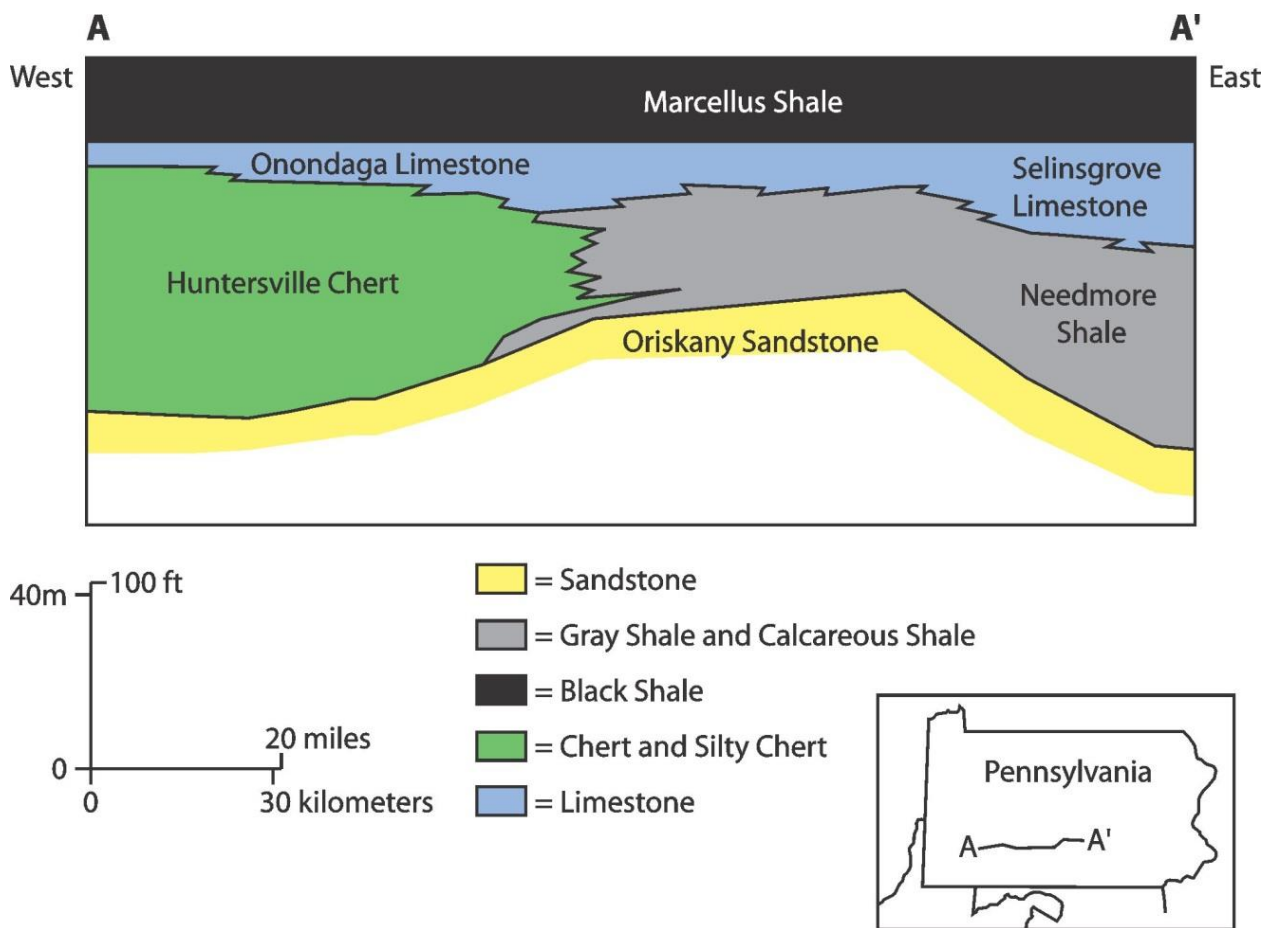 A
A'
West
East
Marcellus Shale
Onondaga Limestone
Selinsgrove
Limestone
Huntersville Chert
Needmore
Shale
Oriskany Sandstone
40m
100 ft
0
0
20 miles
30 kilometers
= Sandstone
= Gray Shale and Calcareous Shale
= Black Shale
= Chert and Silty Chert
= Limestone
Pennsylvania
A
A'